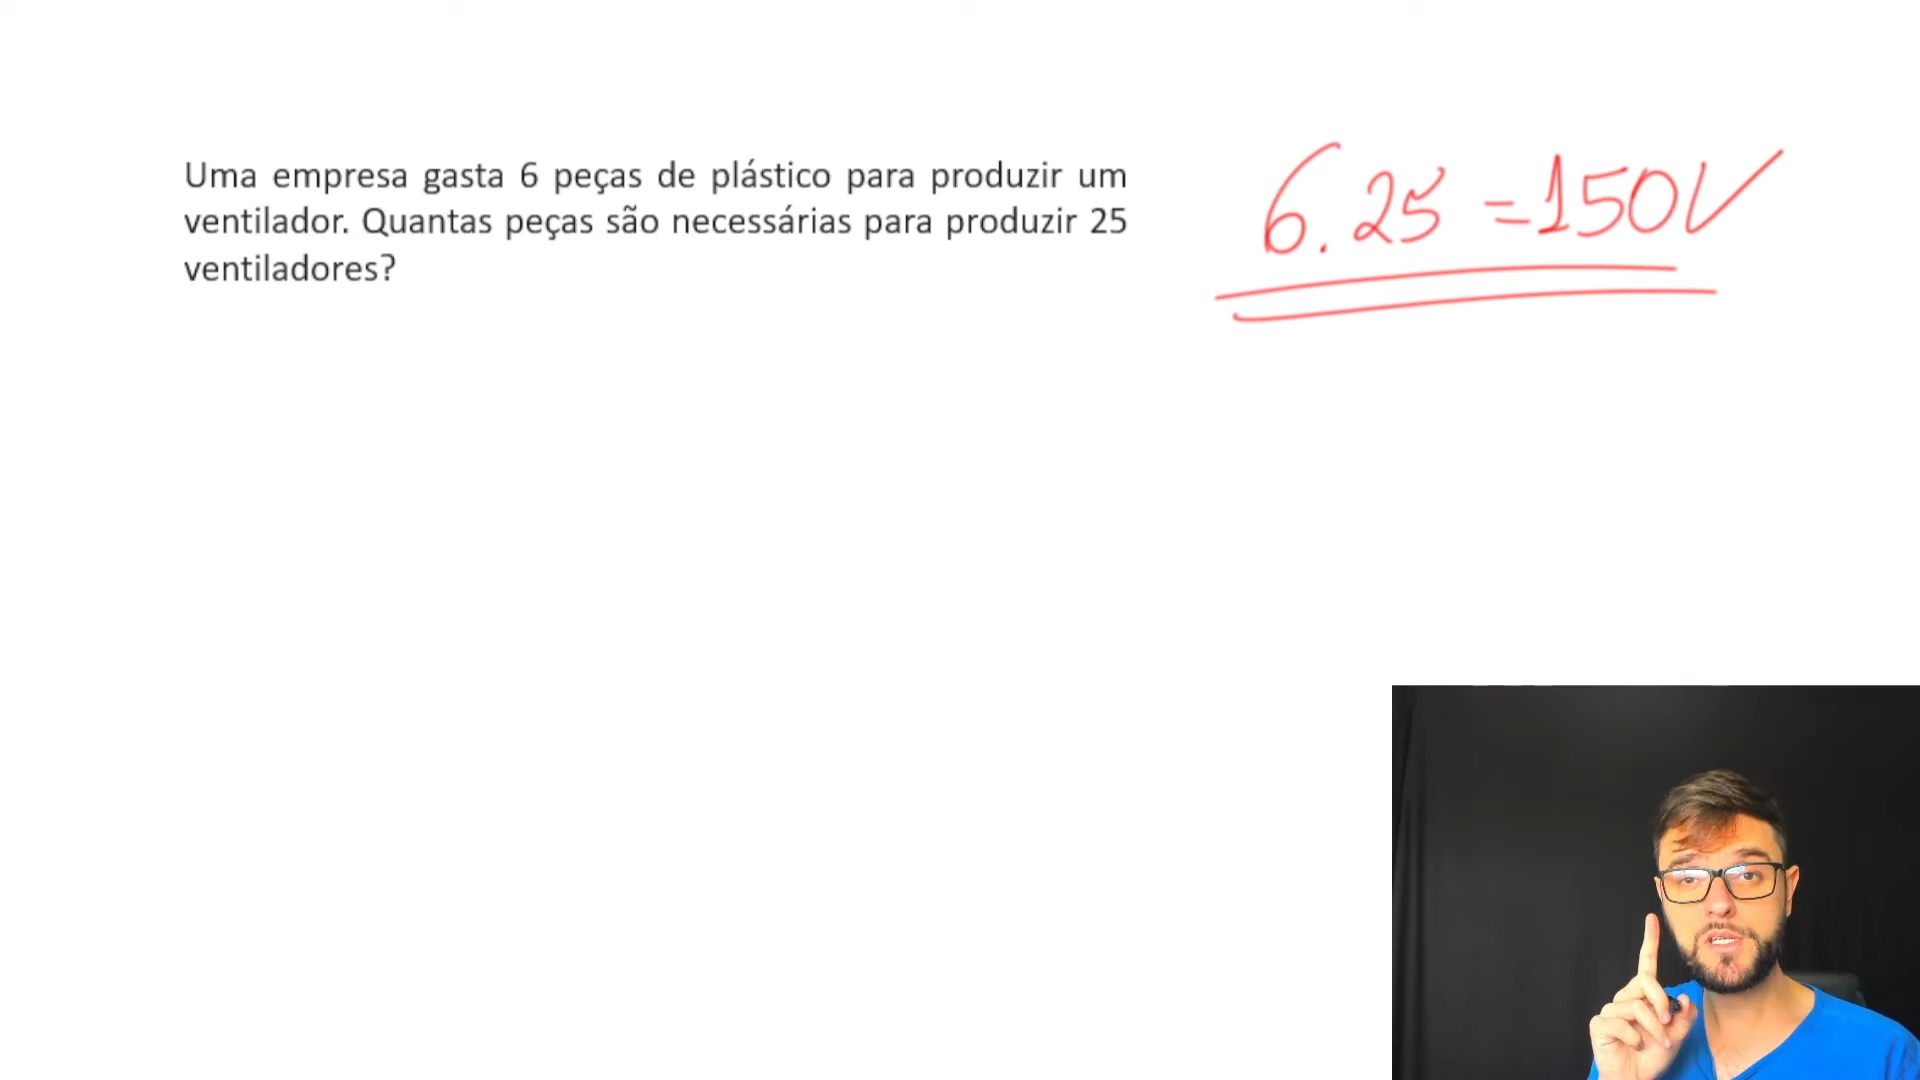 Uma empresa gasta 6 peças de plástico para produzir um
ventilador. Quantas peças são necessárias para produzir 25
ventiladores?
6.25 = 150✓